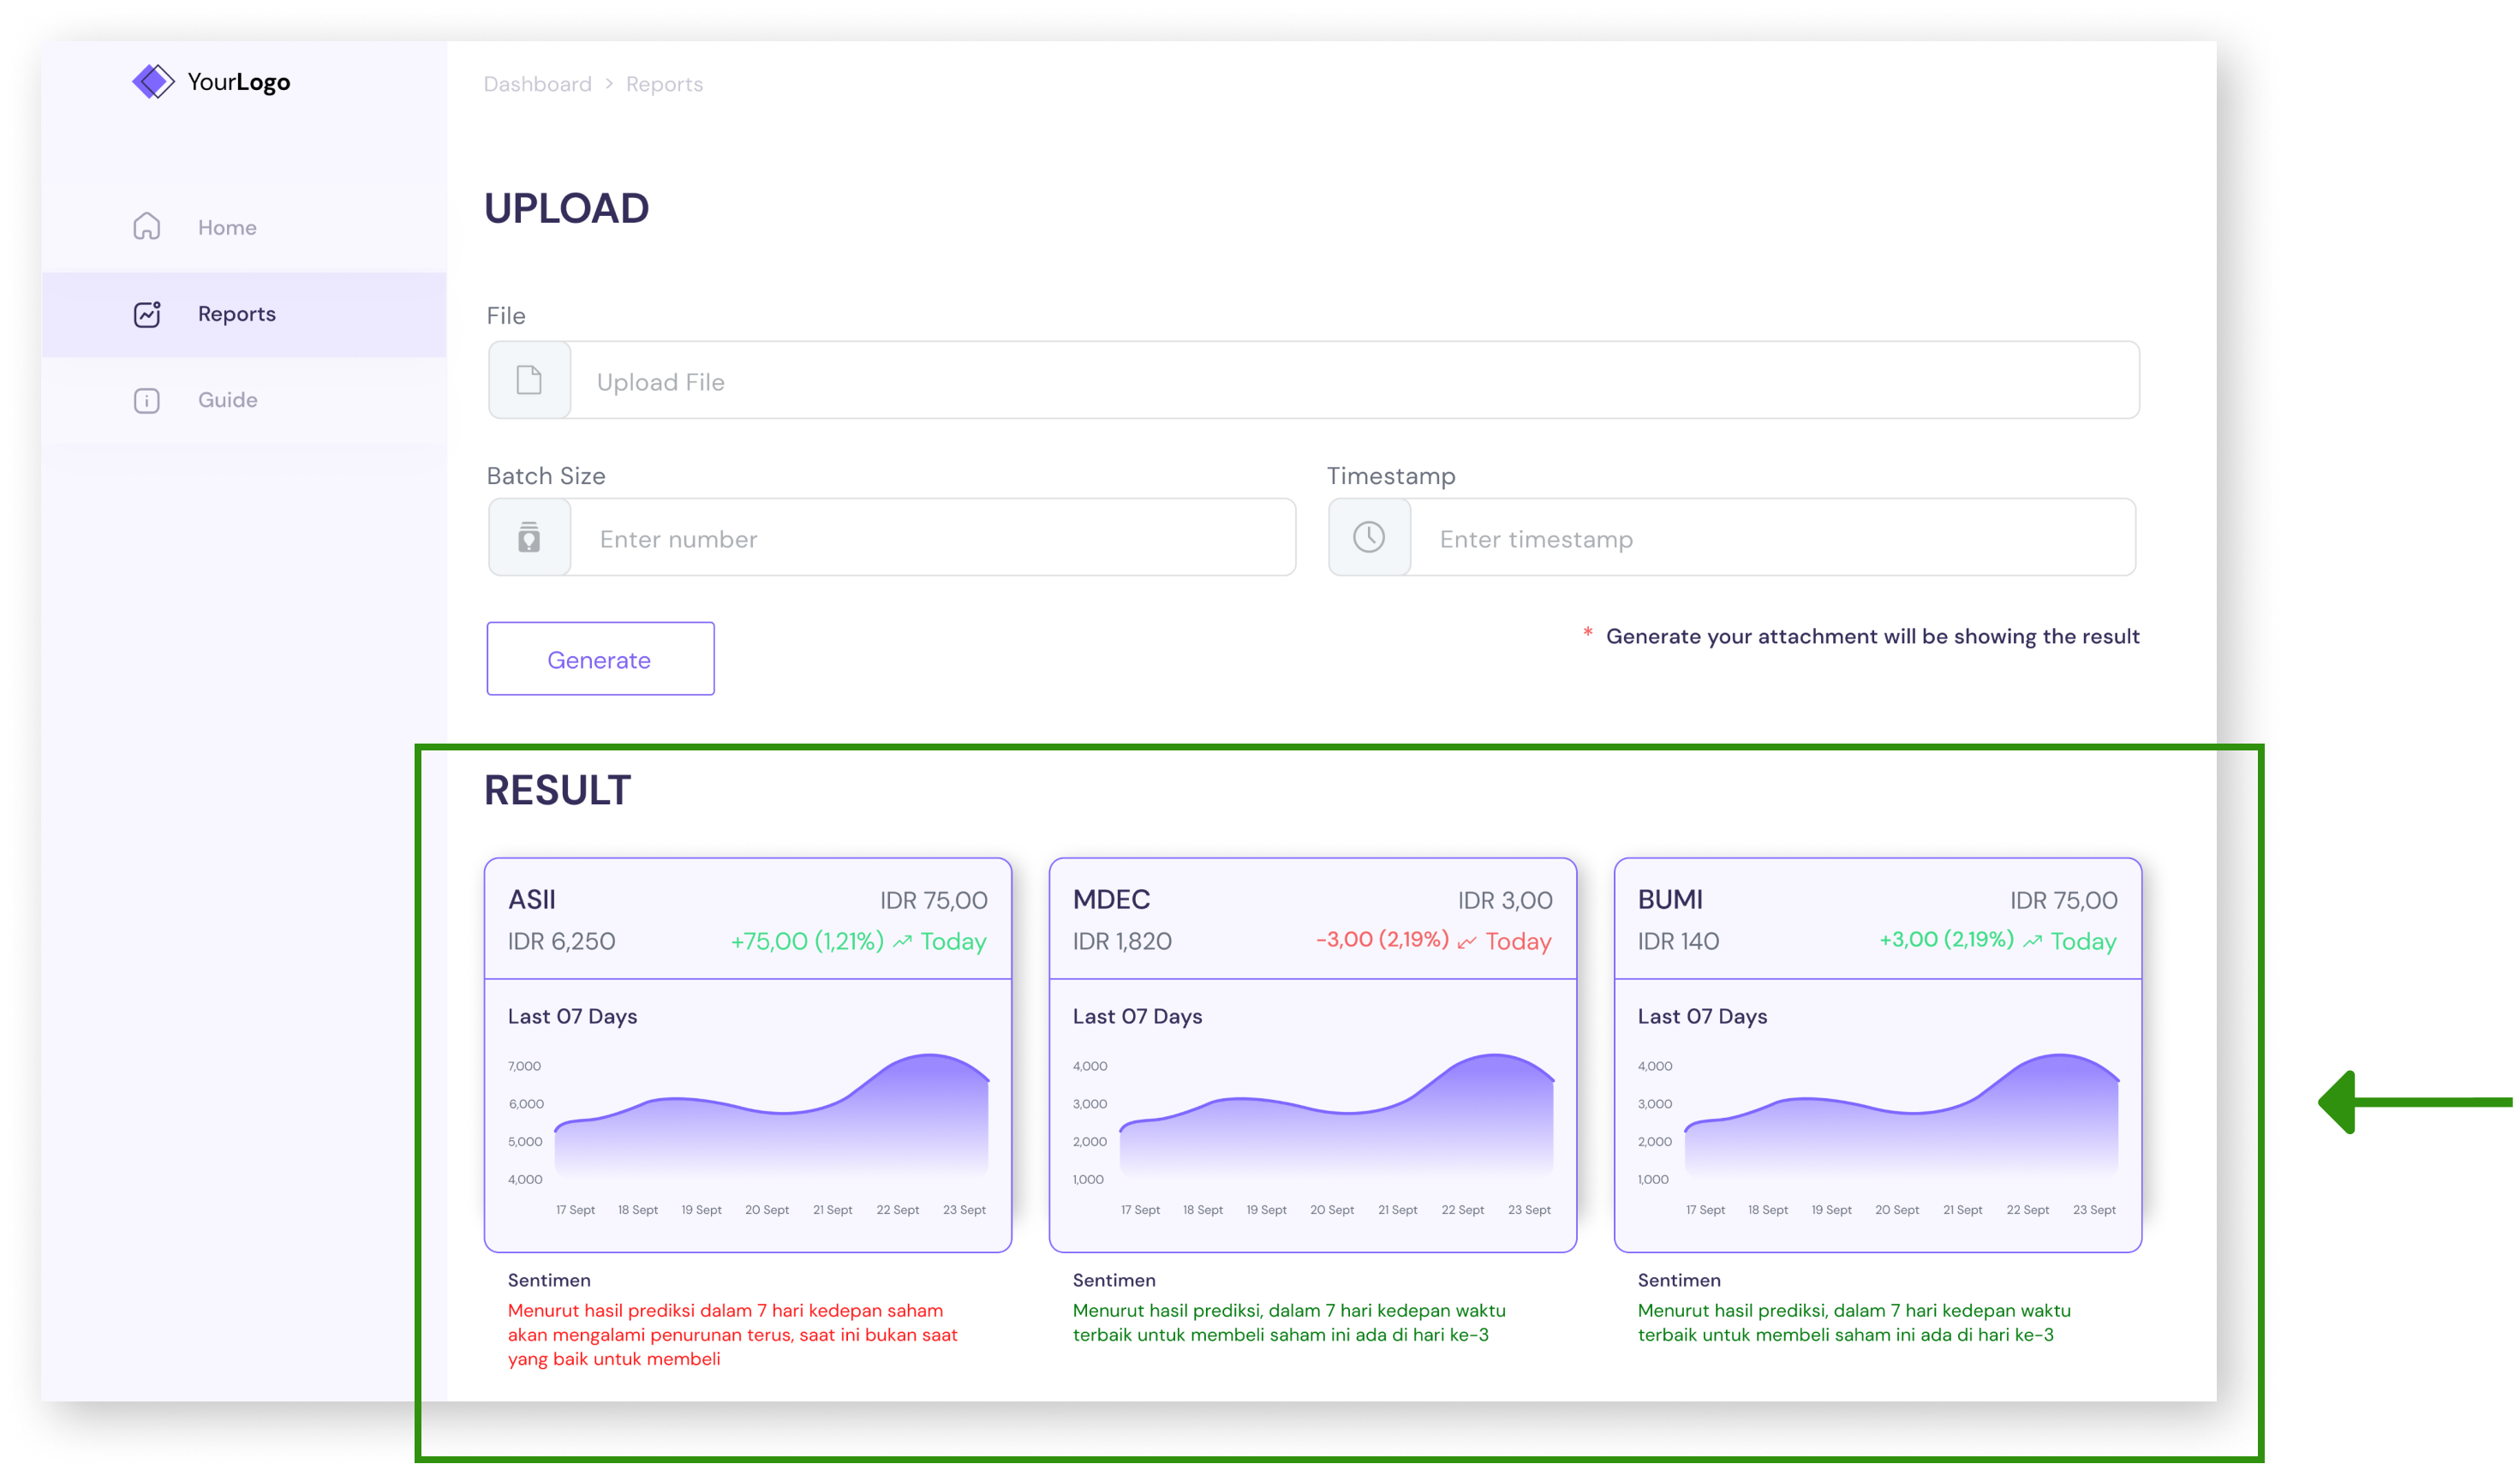 YourLogo
Dashboard > Reports
Home
Reports
Guide
UPLOAD
File
Upload File
Batch Size
Timestamp
Enter number
Enter timestamp
Generate
* Generate your attachment will be showing the result
RESULT
ASII IDR 75,00
IDR 6,250 +75,00 (1,21%) Today
Last 07 Days
7,000
6,000
5,000
4,000
17 Sept 18 Sept 19 Sept 20 Sept 21 Sept 22 Sept 23 Sept
Sentimen
Menurut hasil prediksi dalam 7 hari kedepan saham
akan mengalami penurunan terus, saat ini bukan saat
yang baik untuk membeli
MDEC IDR 3,00
IDR 1,820 -3,00 (2,19%) Today
Last 07 Days
4,000
3,000
2,000
1,000
17 Sept 18 Sept 19 Sept 20 Sept 21 Sept 22 Sept 23 Sept
Sentimen
Menurut hasil prediksi, dalam 7 hari kedepan waktu
terbaik untuk membeli saham ini ada di hari ke-3
BUMI IDR 75,00
IDR 140 +3,00 (2,19%) Today
Last 07 Days
4,000
3,000
2,000
1,000
17 Sept 18 Sept 19 Sept 20 Sept 21 Sept 22 Sept 23 Sept
Sentimen
Menurut hasil prediksi, dalam 7 hari kedepan waktu
terbaik untuk membeli saham ini ada di hari ke-3